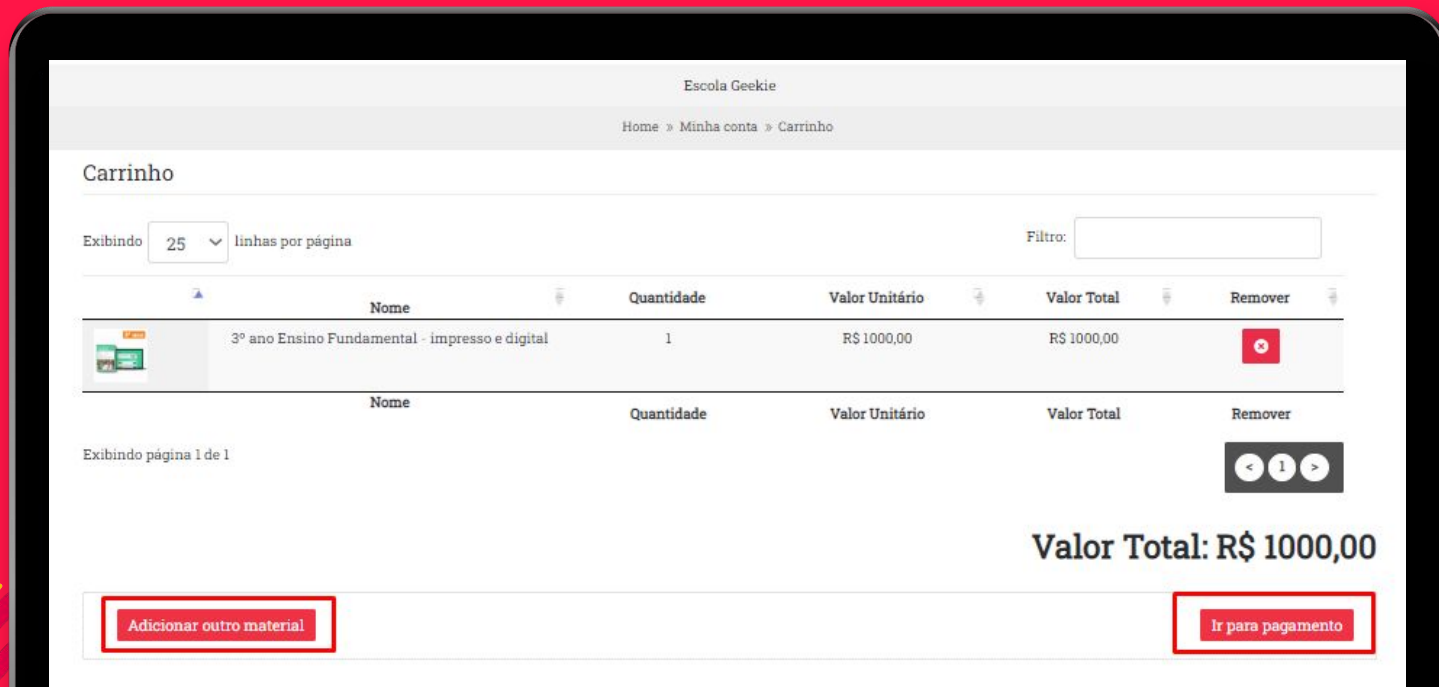 Escola Geekie
Home » Minha conta » Carrinho
Carrinho
Exibindo 25 linhas por página Filtro:
Nome Quantidade Valor Unitário Valor Total Remover
3º ano Ensino Fundamental - impresso e digital 1 R$ 1000,00 R$ 1000,00
Nome Quantidade Valor Unitário Valor Total Remover
Exibindo página 1 de 1 < 1 >
Valor Total: R$ 1000,00
Adicionar outro material Ir para pagamento